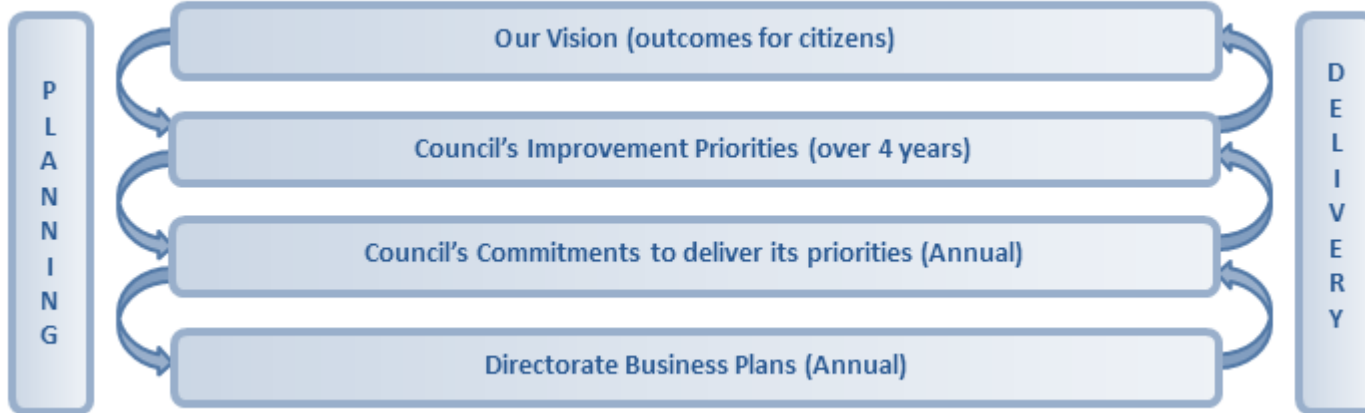 PLANNING
Our Vision (outcomes for citizens)
Council's Improvement Priorities (over 4 years)
Council's Commitments to deliver its priorities (Annual)
Directorate Business Plans (Annual)
DELIVERY